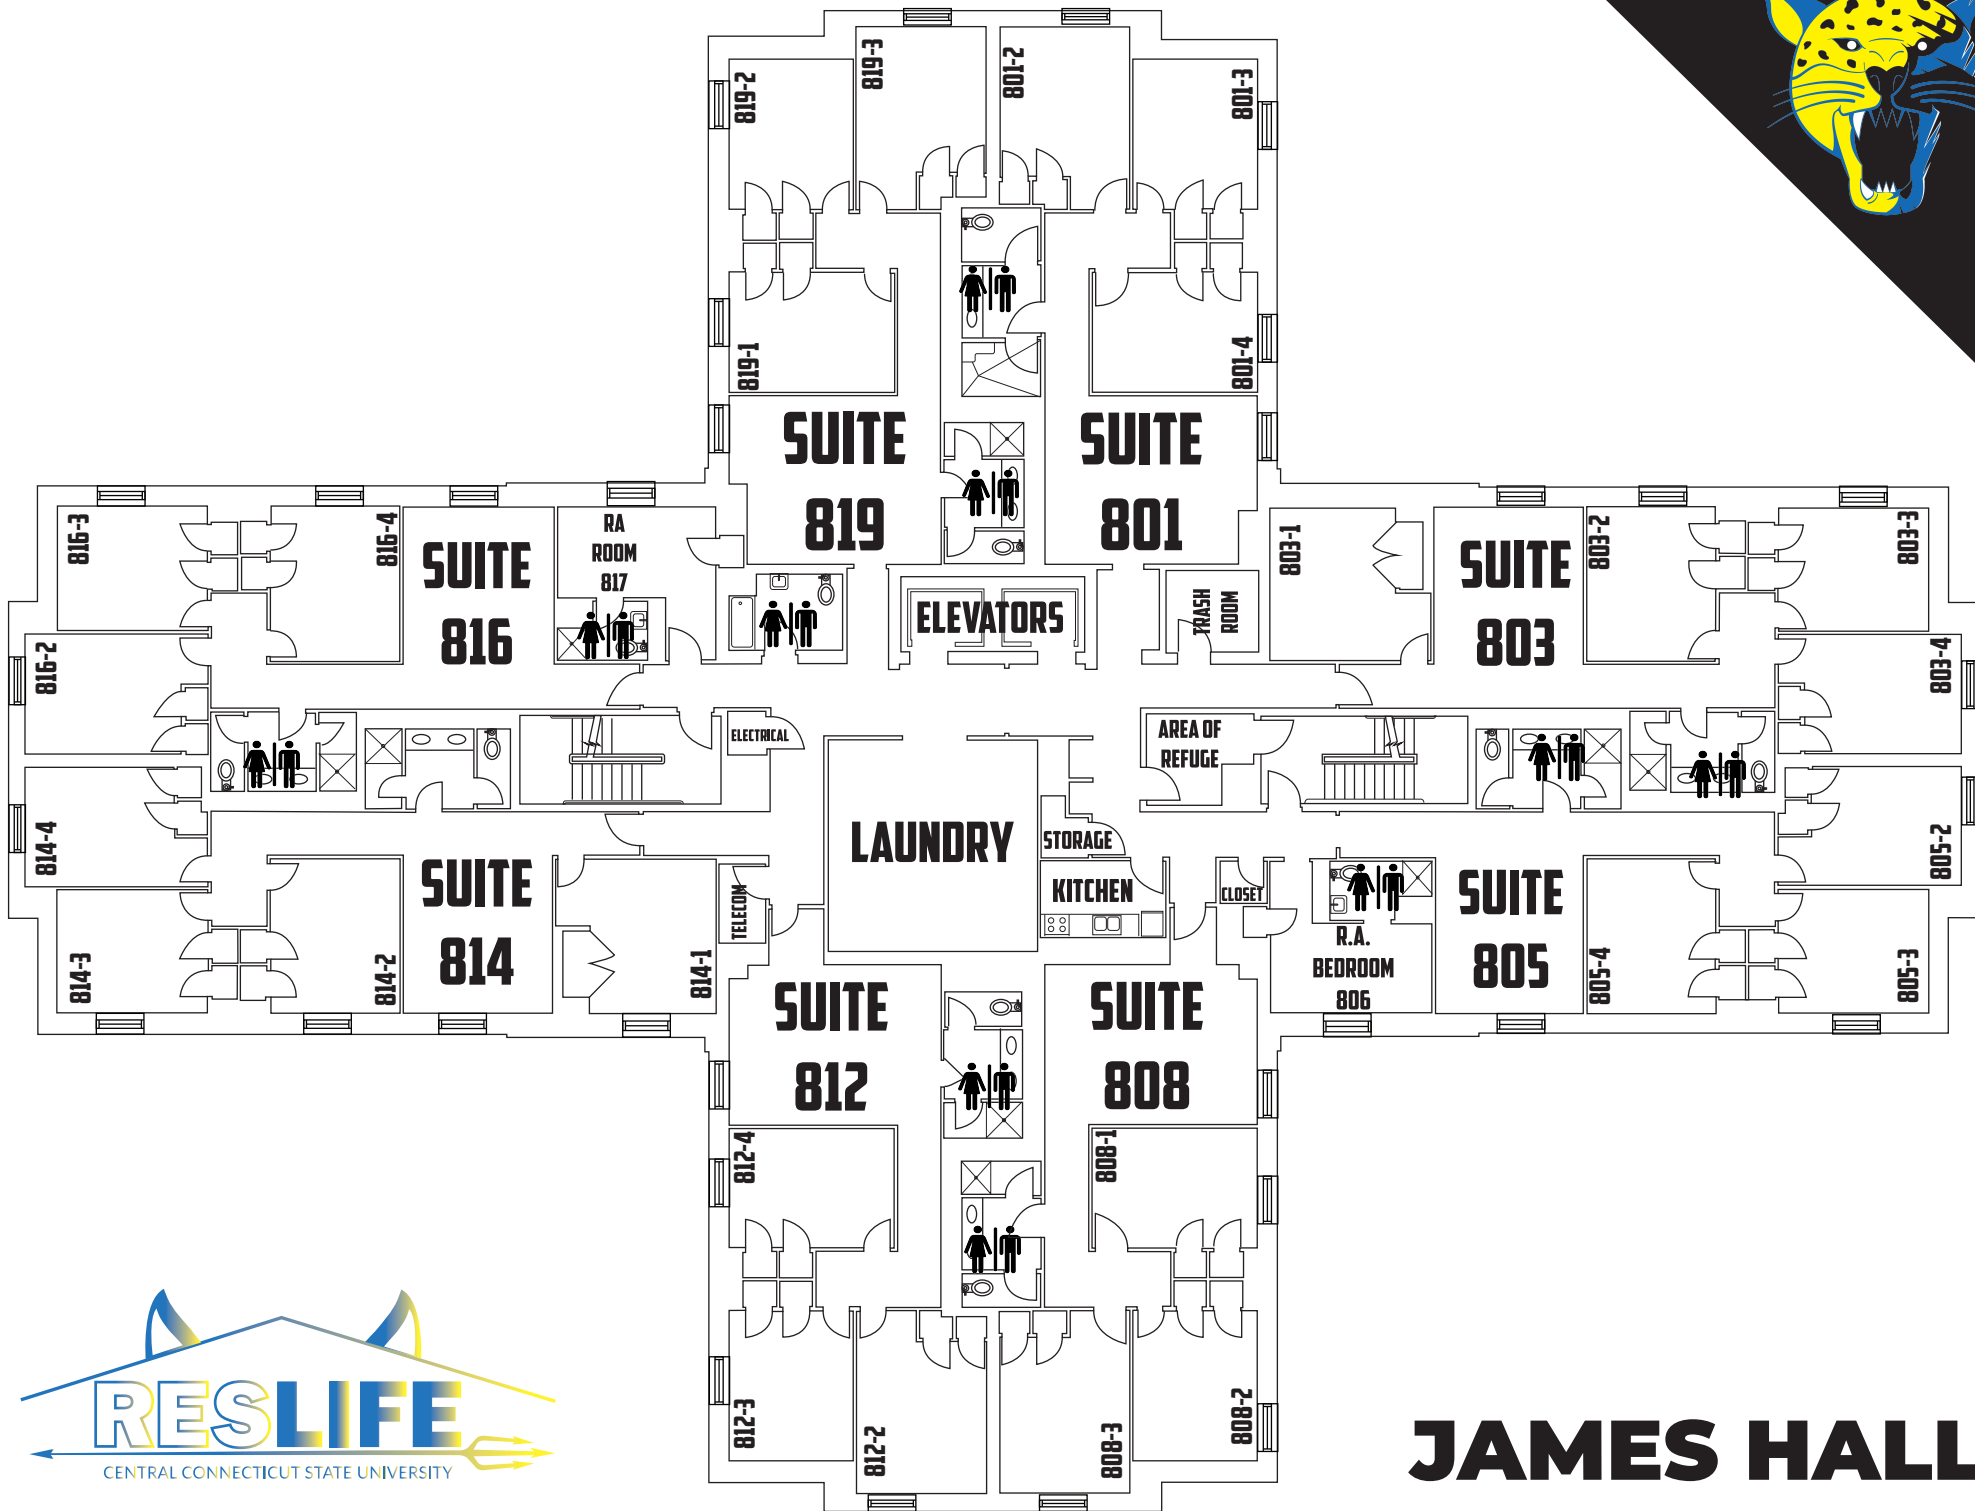 819-2
819-3
801-2
801-3
819-1
801-4
SUITE
819
SUITE
801
816-3
816-4
SUITE
816
RA
ROOM
817
ELEVATORS
TRASH
ROOM
803-1
SUITE
803
803-2
803-3
816-2
803-4
ELECTRICAL
AREA OF
REFUGE
814-4
SUITE
814
LAUNDRY
STORAGE
KITCHEN
CLOSET
TELECOM
SUITE
805
805-2
814-3
814-2
814-1
R.A.
BEDROOM
806
805-4
805-3
SUITE
812
SUITE
808
812-4
808-1
812-3
812-2
808-3
808-2
RESLIFE
CENTRAL CONNECTICUT STATE UNIVERSITY
JAMES HALL